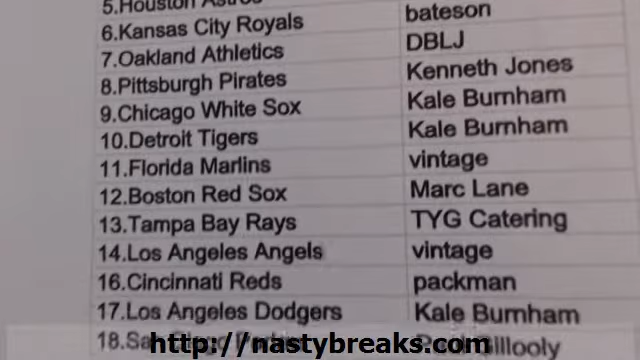 5.Houston Astros
6.Kansas City Royals bateson
7.Oakland Athletics DBLJ
8.Pittsburgh Pirates Kenneth Jones
9.Chicago White Sox Kale Burnham
10.Detroit Tigers Kale Burnham
11.Florida Marlins vintage
12.Boston Red Sox Marc Lane
13.Tampa Bay Rays TYG Catering
14.Los Angeles Angels vintage
16.Cincinnati Reds packman
17.Los Angeles Dodgers Kale Burnham
18.
http://nastybreaks.com